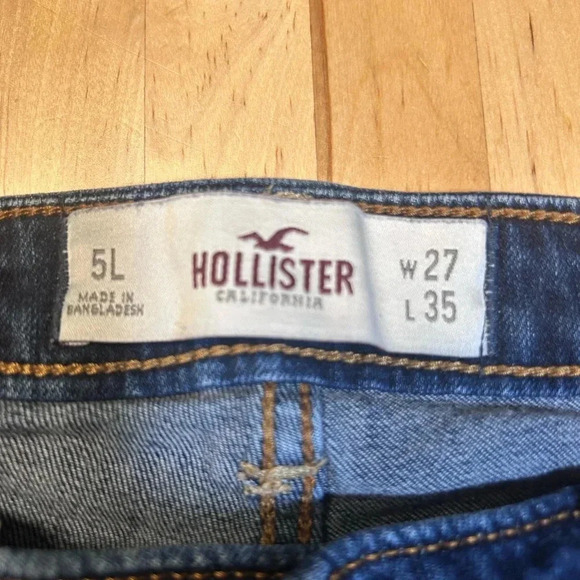 5L
MADE IN
BANGLADESH
HOLLISTER
CALIFORNIA
W 27
L 35